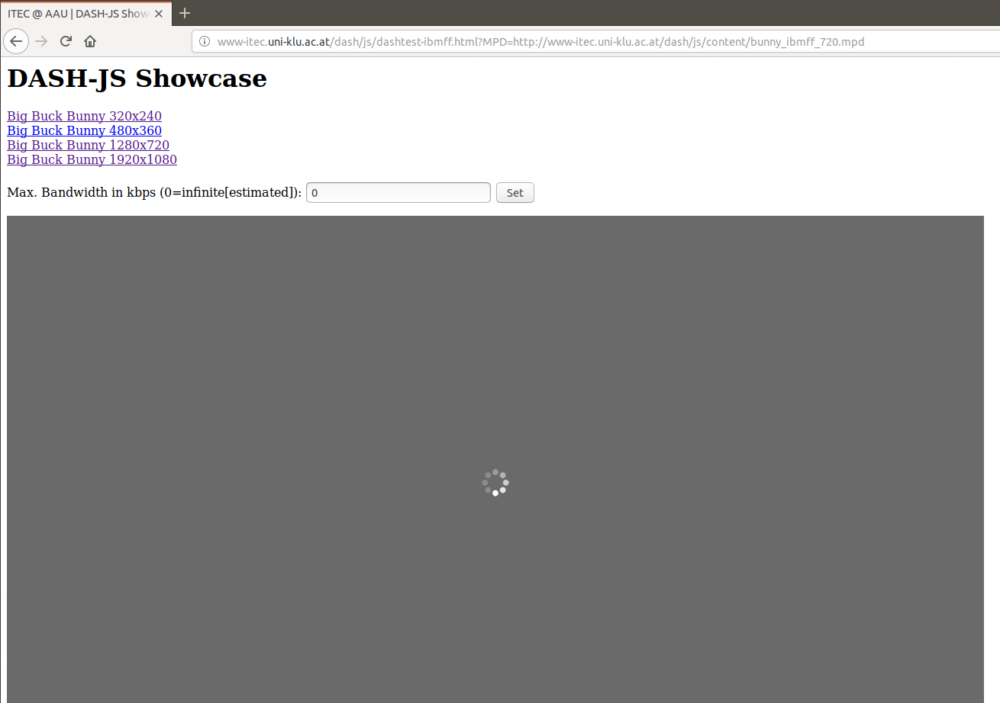 ITEC @ AAU | DASH-JS Show
www-itec.uni-klu.ac.at/dash/js/dashtest-ibmff.html?MPD=http://www-itec.uni-klu.ac.at/dash/js/content/bunny_ibmff_720.mpd
DASH-JS Showcase
Big Buck Bunny 320x240
Big Buck Bunny 480x360
Big Buck Bunny 1280x720
Big Buck Bunny 1920x1080
Max. Bandwidth in kbps (0=infinite[estimated]): 0 Set